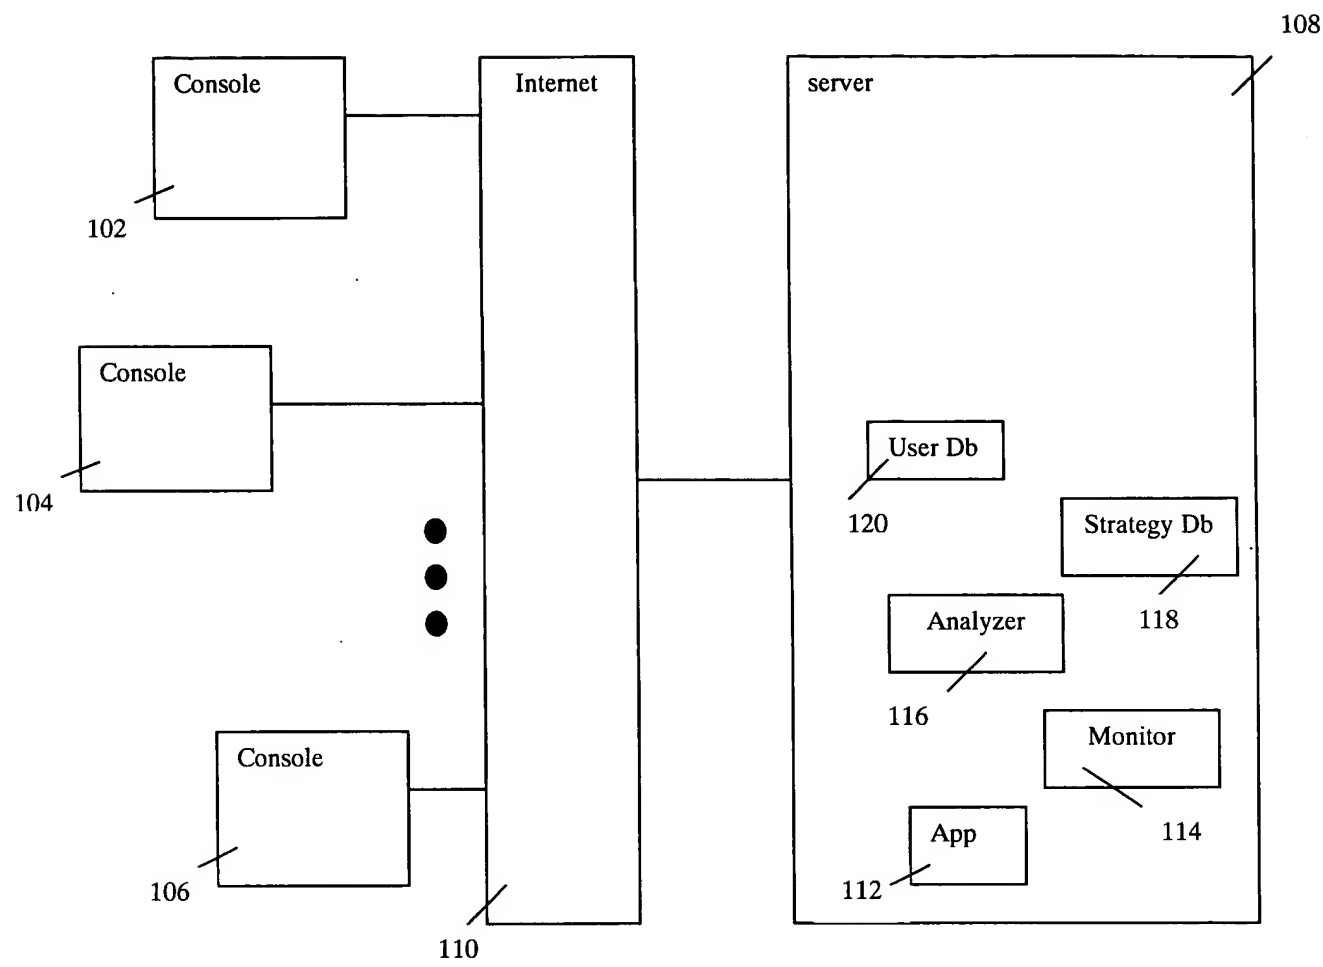 108
Console
Internet
server
102
Console
104
User Db
120
Strategy Db
118
Analyzer
116
Monitor
114
Console
106
App
112
110